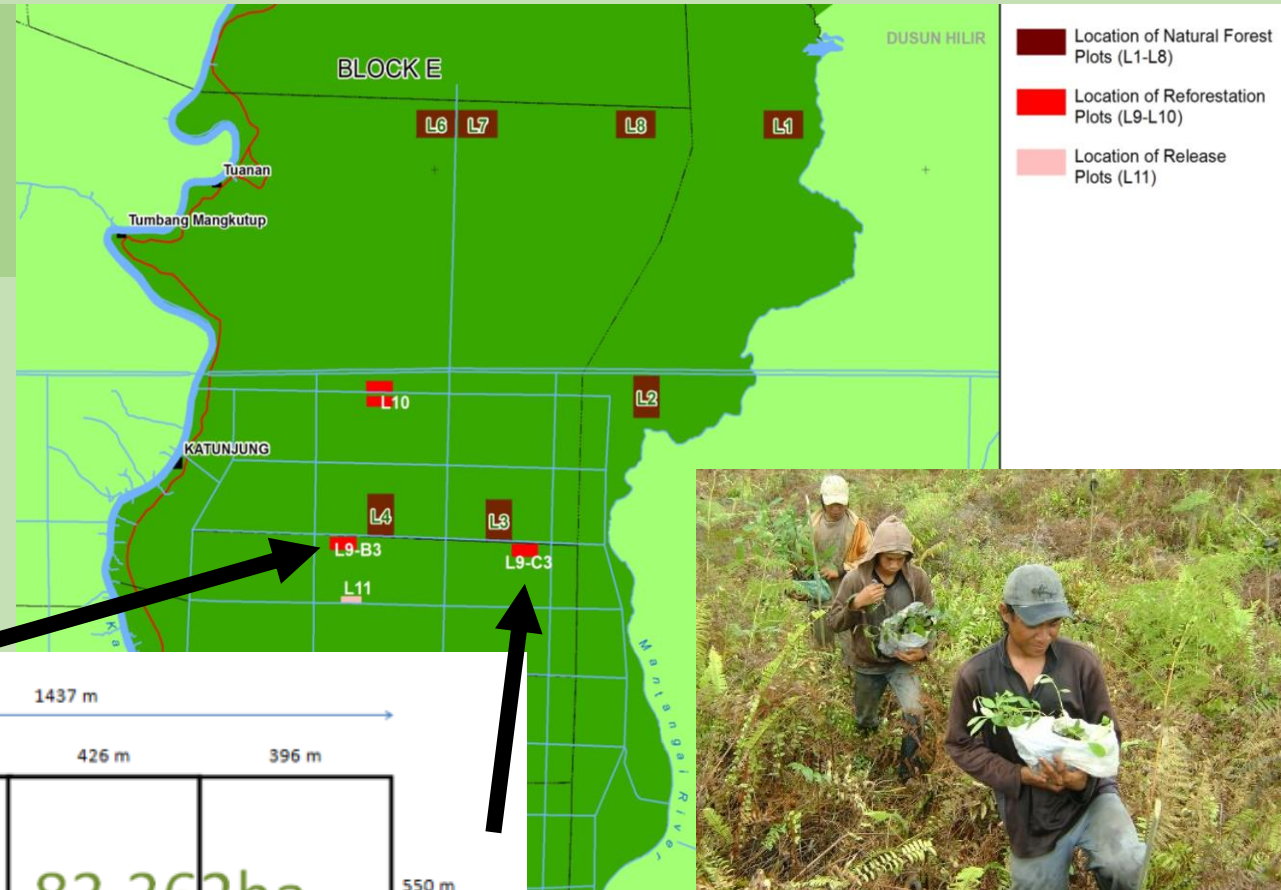 BLOCK E
DUSUN HILIR
Location of Natural Forest
Plots (L1-L8)
Location of Reforestation
Plots (L9-L10)
Location of Release
Plots (L11)
L6 L7 L8 L1
Tuanan
Tumbang Mangkutup
L10
L2
KATUNJUNG
L4 L3
L9-B3
L9-C3
L11
Ka
Mantangai River
1437 m
426 m 396 m
550 m